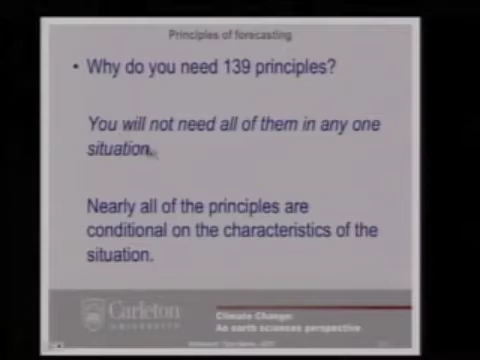 Principles of forecasting
• Why do you need 139 principles?
You will not need all of them in any one
situation.
Nearly all of the principles are
conditional on the characteristics of the
situation.
Carleton
UNIVERSITY
Climate Change:
An earth sciences perspective